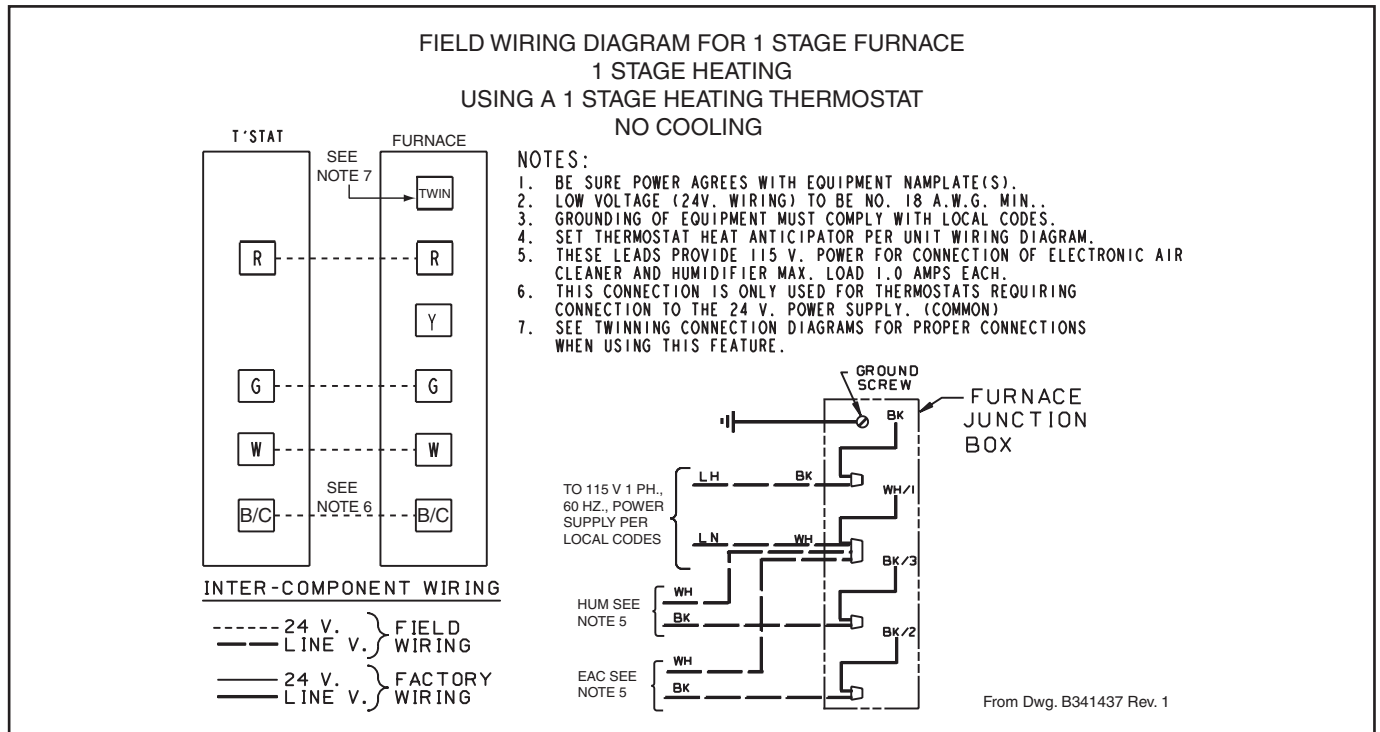 FIELD WIRING DIAGRAM FOR 1 STAGE FURNACE
1 STAGE HEATING
USING A 1 STAGE HEATING THERMOSTAT
NO COOLING
T'STAT
FURNACE
SEE
NOTE 7
TWIN
R
R
Y
G
G
W
W
SEE
NOTE 6
B/C
B/C
INTER-COMPONENT WIRING
24 V.
LINE V.
FIELD
WIRING
24 V.
LINE V.
FACTORY
WIRING
NOTES:
1. BE SURE POWER AGREES WITH EQUIPMENT NAMPLATE(S).
2. LOW VOLTAGE (24V. WIRING) TO BE NO. 18 A.W.G. MIN..
3. GROUNDING OF EQUIPMENT MUST COMPLY WITH LOCAL CODES.
4. SET THERMOSTAT HEAT ANTICIPATOR PER UNIT WIRING DIAGRAM.
5. THESE LEADS PROVIDE 115 V. POWER FOR CONNECTION OF ELECTRONIC AIR
CLEANER AND HUMIDIFIER MAX. LOAD 1.0 AMPS EACH.
6. THIS CONNECTION IS ONLY USED FOR THERMOSTATS REQUIRING
CONNECTION TO THE 24 V. POWER SUPPLY. (COMMON)
7. SEE TWINNING CONNECTION DIAGRAMS FOR PROPER CONNECTIONS
WHEN USING THIS FEATURE.
GROUND
SCREW
FURNACE
JUNCTION
BOX
BK
LH
BK
WH/1
TO 115 V 1 PH.,
60 HZ., POWER
SUPPLY PER
LOCAL CODES
LN
WH
BK/3
HUM SEE
NOTE 5
WH
BK
BK/2
EAC SEE
NOTE 5
WH
BK
From Dwg. B341437 Rev. 1